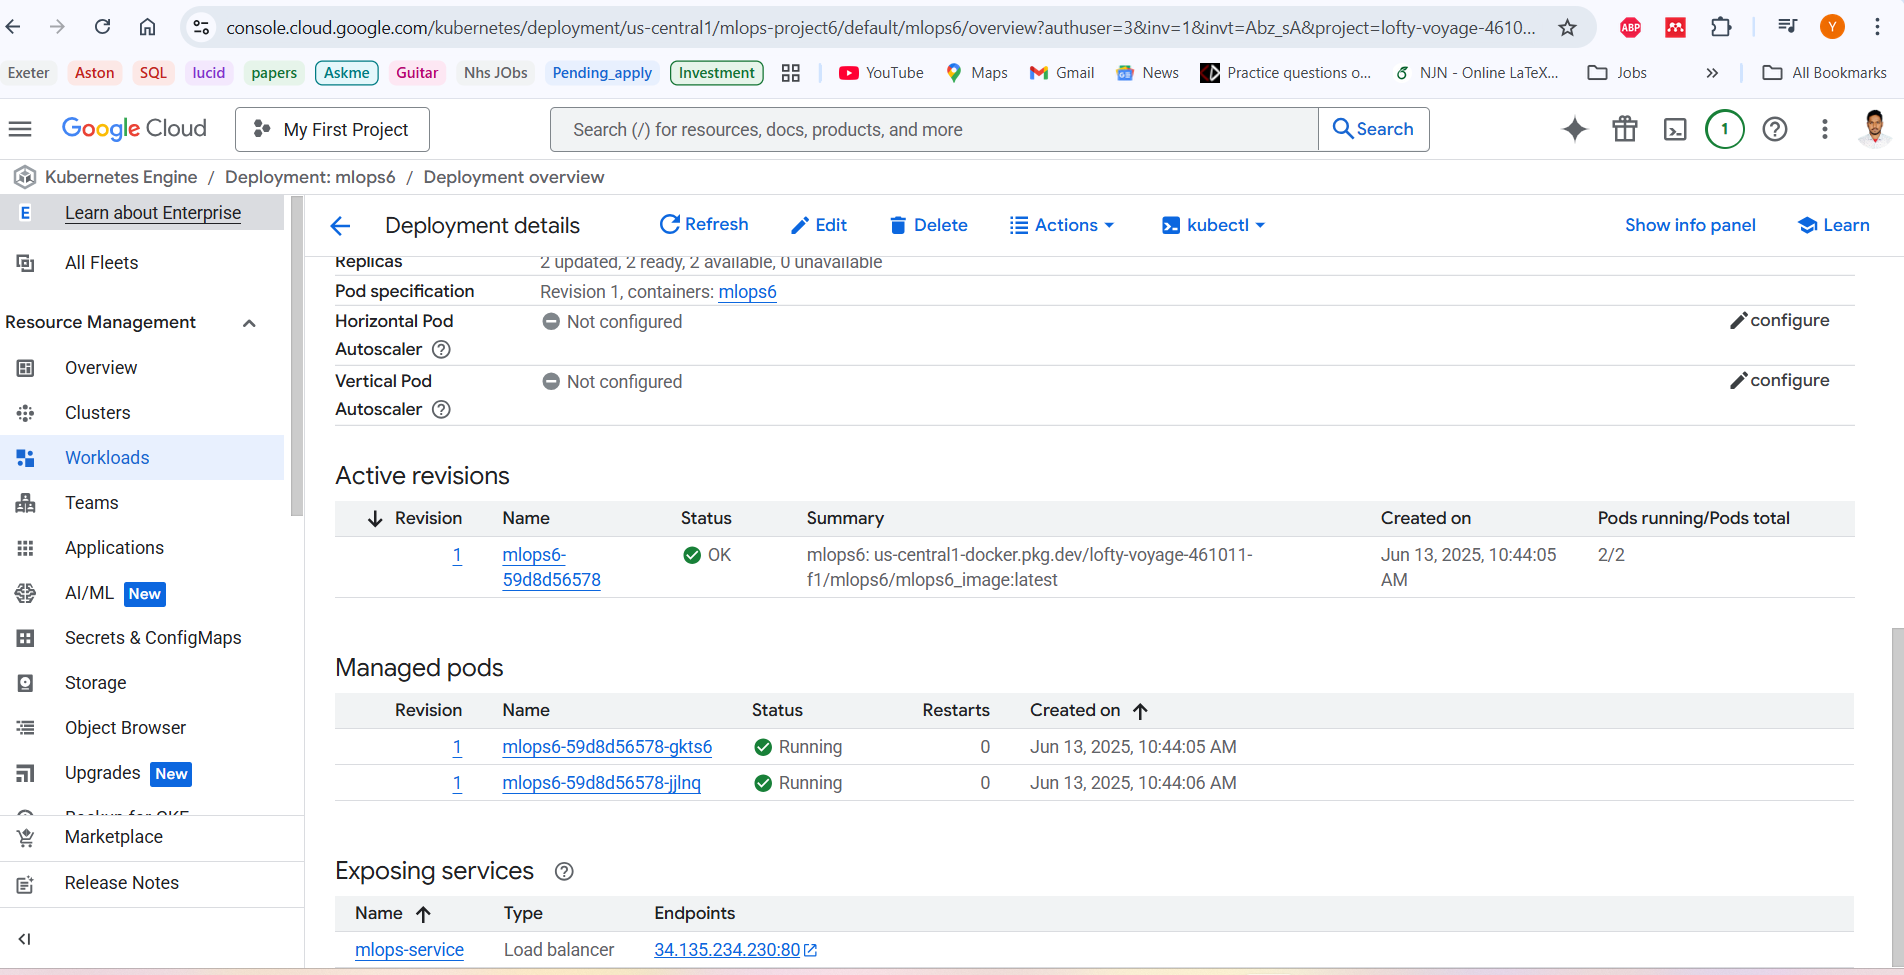 console.cloud.google.com/kubernetes/deployment/us-central1/mlops-project6/default/mlops6/overview?authuser=3&inv=1&invt=Abz_sA&project=lofty-voyage-4610...
ABP
Y
Exeter Aston SQL lucid papers Askme Guitar Nhs JObs Pending_apply Investment YouTube Maps Gmail News Practice questions o... NJN - Online LaTeX... Jobs » All Bookmarks
Google Cloud My First Project Search (/) for resources, docs, products, and more Search 1
Kubernetes Engine / Deployment: mlops6 / Deployment overview
E Learn about Enterprise
All Fleets
Resource Management
Overview
Clusters
Workloads
Teams
Applications
AI/ML New
Secrets & ConfigMaps
Storage
Object Browser
Upgrades New
Backup for GKE
Marketplace
Release Notes
Deployment details Refresh Edit Delete Actions kubectl Show info panel Learn
Replicas 2 updated, 2 ready, 2 available, 0 unavailable
Pod specification Revision 1, containers: mlops6
Horizontal Pod Not configured configure
Autoscaler
Vertical Pod Not configured configure
Autoscaler
Active revisions
Revision Name Status Summary Created on Pods running/Pods total
1 mlops6- OK mlops6: us-central1-docker.pkg.dev/lofty-voyage-461011- Jun 13, 2025, 10:44:05 2/2
59d8d56578 f1/mlops6/mlops6_image:latest AM
Managed pods
Revision Name Status Restarts Created on
1 mlops6-59d8d56578-gkts6 Running 0 Jun 13, 2025, 10:44:05 AM
1 mlops6-59d8d56578-jjlnq Running 0 Jun 13, 2025, 10:44:06 AM
Exposing services
Name Type Endpoints
mlops-service Load balancer 34.135.234.230:80